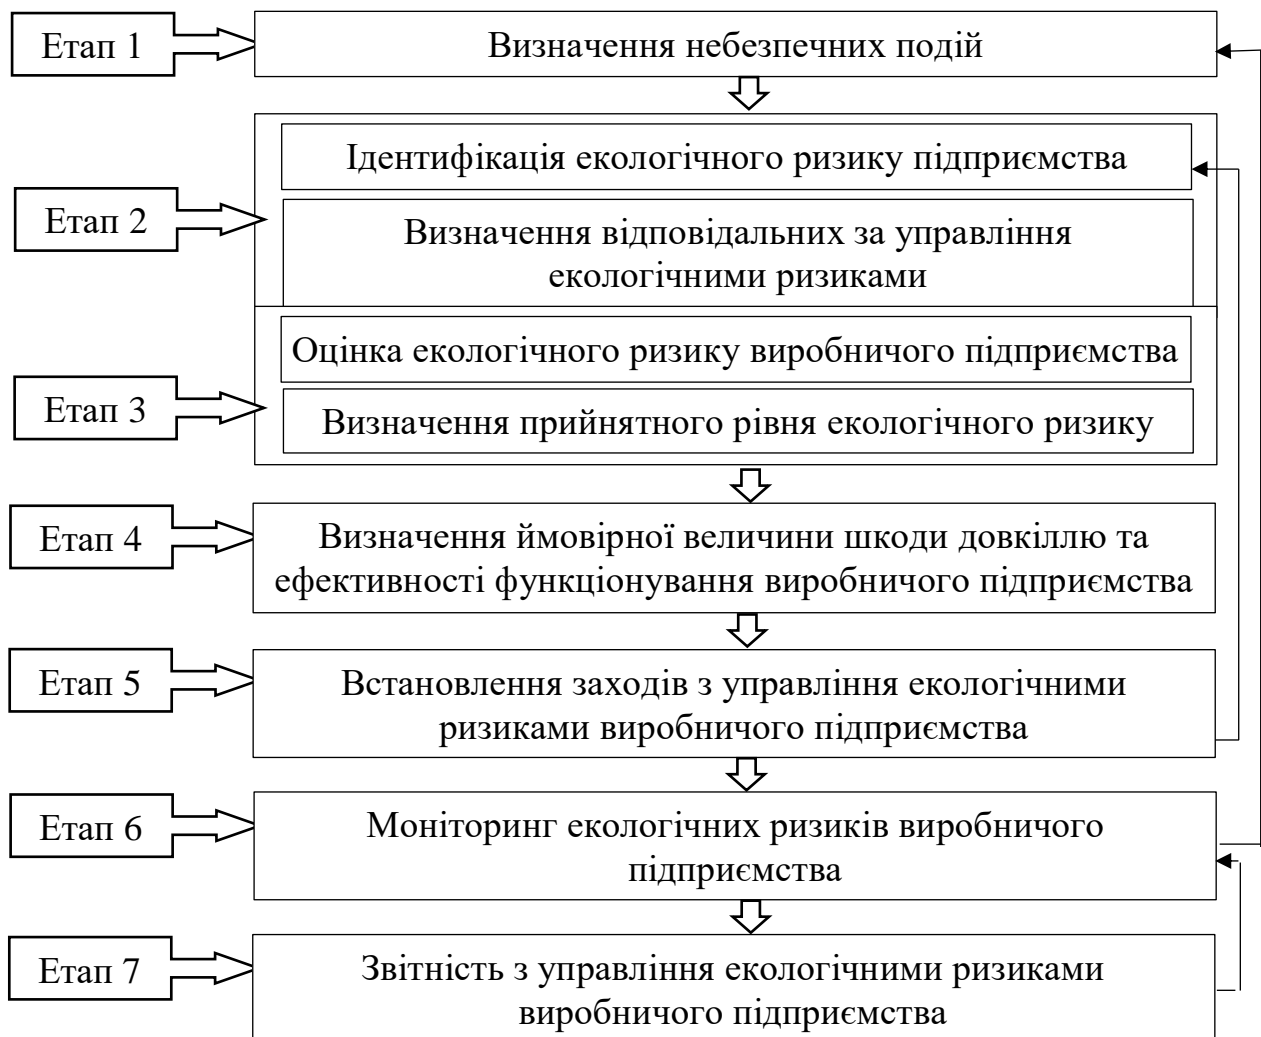 Етап 1
Визначення небезпечних подій
Ідентифікація екологічного ризику підприємства
Етап 2
Визначення відповідальних за управління
екологічними ризиками
Оцінка екологічного ризику виробничого підприємства
Етап 3
Визначення прийнятного рівня екологічного ризику
Етап 4
Визначення ймовірної величини шкоди довкіллю та
ефективності функціонування виробничого підприємства
Етап 5
Встановлення заходів з управління екологічними
ризиками виробничого підприємства
Етап 6
Моніторинг екологічних ризиків виробничого
підприємства
Етап 7
Звітність з управління екологічними ризиками
виробничого підприємства